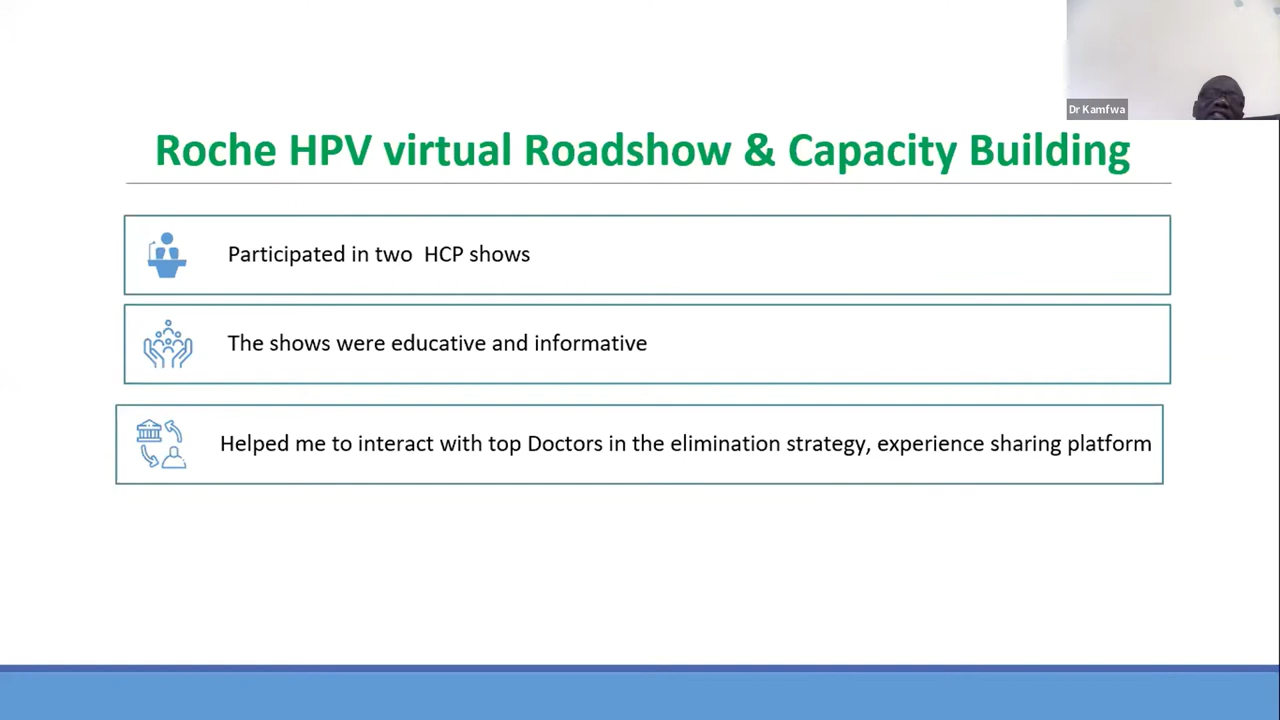 Dr Kamfwa
Roche HPV virtual Roadshow & Capacity Building
Participated in two  HCP shows
The shows were educative and informative
Helped me to interact with top Doctors in the elimination strategy, experience sharing platform